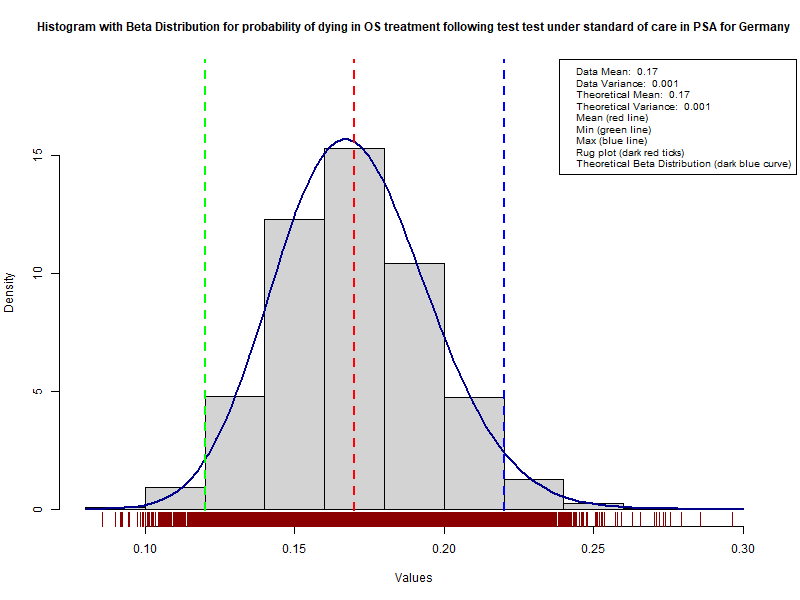 Histogram with Beta Distribution for probability of dying in OS treatment following test test under standard of care in PSA for Germany
Data Mean: 0.17
Data Variance: 0.001
Theoretical Mean: 0.17
Theoretical Variance: 0.001
Mean (red line)
Min (green line)
Max (blue line)
Rug plot (dark red ticks)
Theoretical Beta Distribution (dark blue curve)
15
10
5
0
Density
0.10 0.15 0.20 0.25 0.30
Values